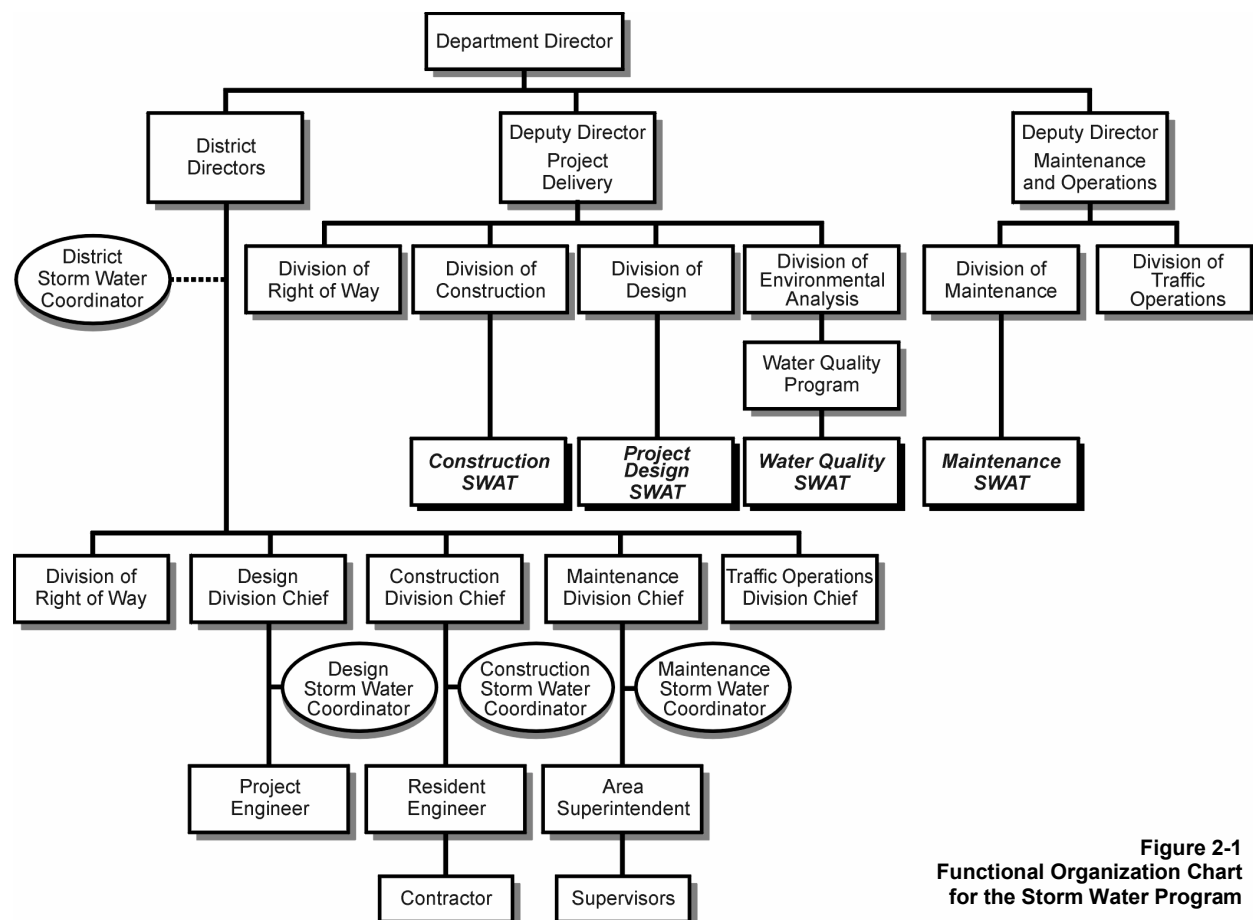 Department Director
District
Directors
Deputy Director
Project
Delivery
Deputy Director
Maintenance
and Operations
District
Storm Water
Coordinator
Division of
Right of Way
Division of
Construction
Division of
Design
Division of
Environmental
Analysis
Division of
Maintenance
Division of
Traffic
Operations
Water Quality
Program
Construction
SWAT
Project
Design
SWAT
Water Quality
SWAT
Maintenance
SWAT
Division of
Right of Way
Design
Division Chief
Construction
Division Chief
Maintenance
Division Chief
Traffic Operations
Division Chief
Design
Storm Water
Coordinator
Construction
Storm Water
Coordinator
Maintenance
Storm Water
Coordinator
Project
Engineer
Resident
Engineer
Area
Superintendent
Contractor
Supervisors
Figure 2-1
Functional Organization Chart
for the Storm Water Program